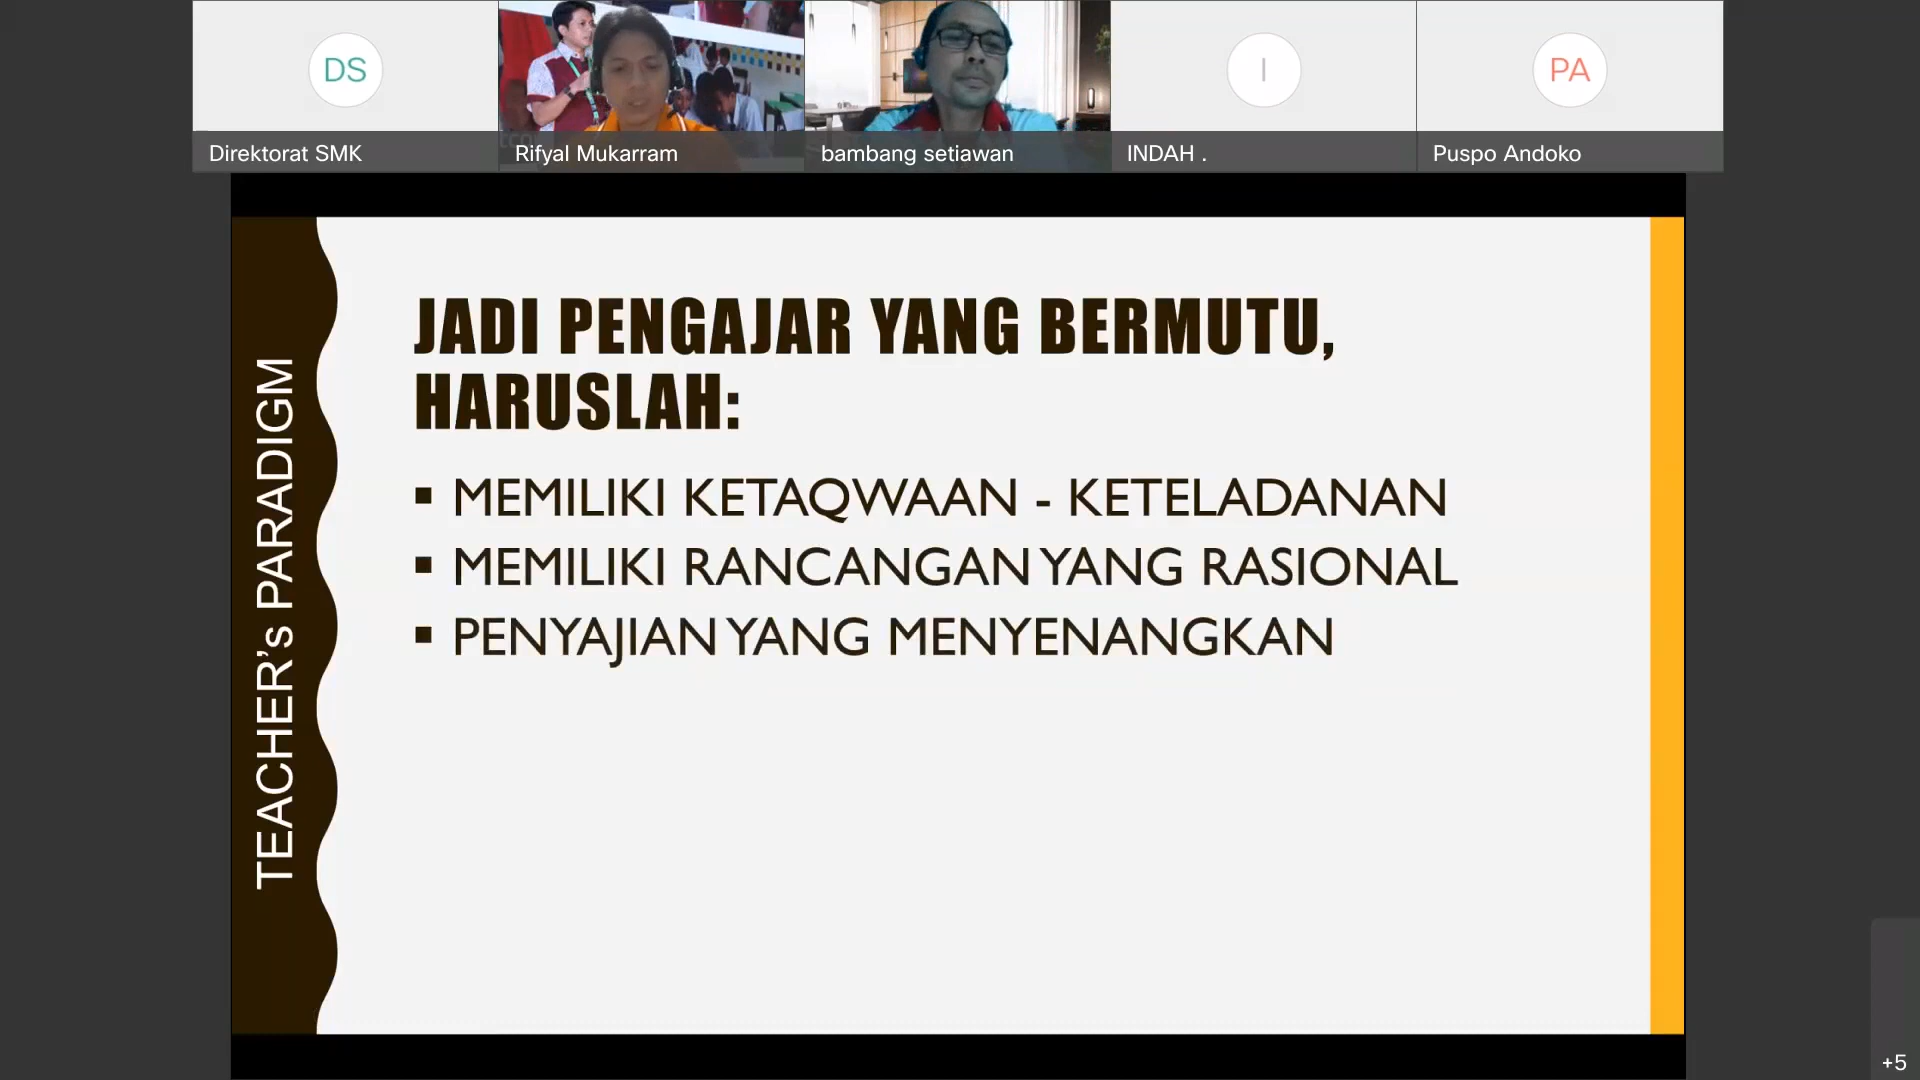 DS
I
PA
Direktorat SMK
Rifyal Mukarram
bambang setiawan
INDAH .
Puspo Andoko
TEACHER's PARADIGM
JADI PENGAJAR YANG BERMUTU,
HARUSLAH:
▪ MEMILIKI KETAQWAAN - KETELADANAN
▪ MEMILIKI RANCANGAN YANG RASIONAL
▪ PENYAJIAN YANG MENYENANGKAN
+5